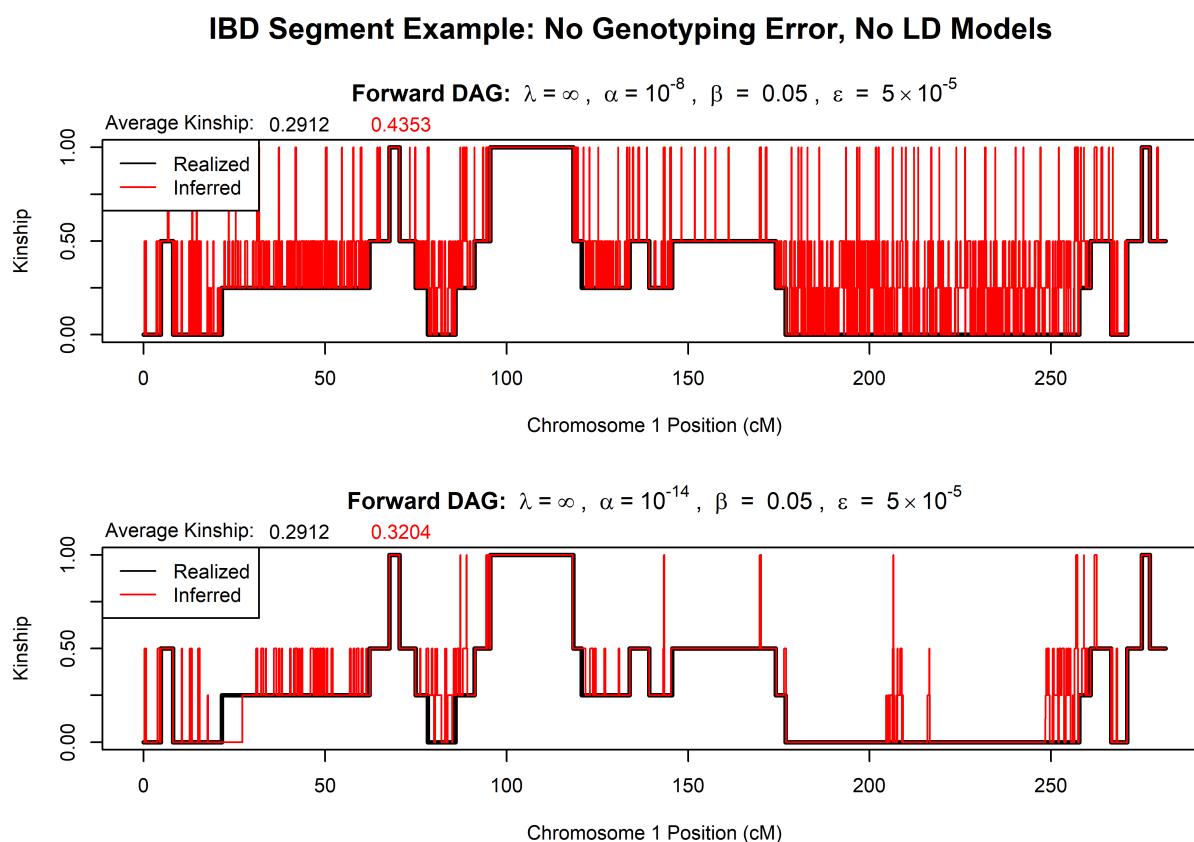 IBD Segment Example: No Genotyping Error, No LD Models
Forward DAG: λ = ∞ , α = 10^-8 , β = 0.05 , ε = 5 × 10^-5
Average Kinship: 0.2912 0.4353
Realized
Inferred
Kinship
1.00
0.50
0.00
0 50 100 150 200 250
Chromosome 1 Position (cM)
Forward DAG: λ = ∞ , α = 10^-14 , β = 0.05 , ε = 5 × 10^-5
Average Kinship: 0.2912 0.3204
Realized
Inferred
Kinship
1.00
0.50
0.00
0 50 100 150 200 250
Chromosome 1 Position (cM)